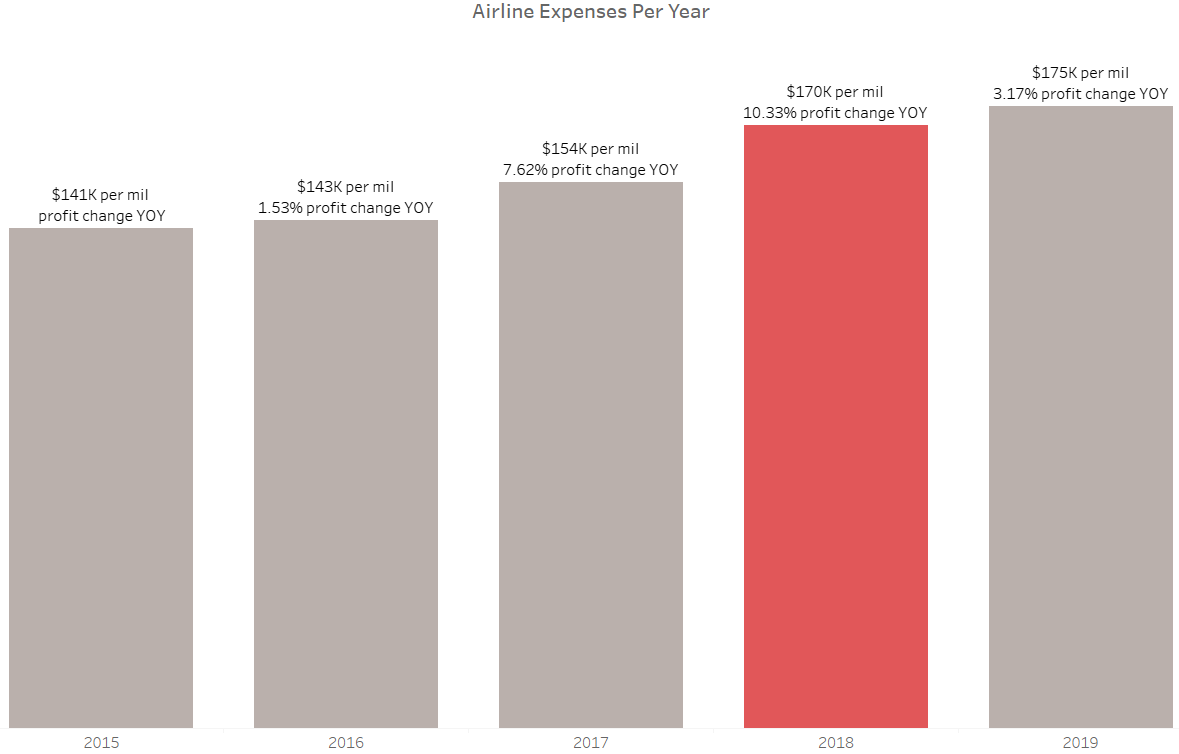 Airline Expenses Per Year
$141K per mil
profit change YOY
$143K per mil
1.53% profit change YOY
$154K per mil
7.62% profit change YOY
$170K per mil
10.33% profit change YOY
$175K per mil
3.17% profit change YOY
2015
2016
2017
2018
2019